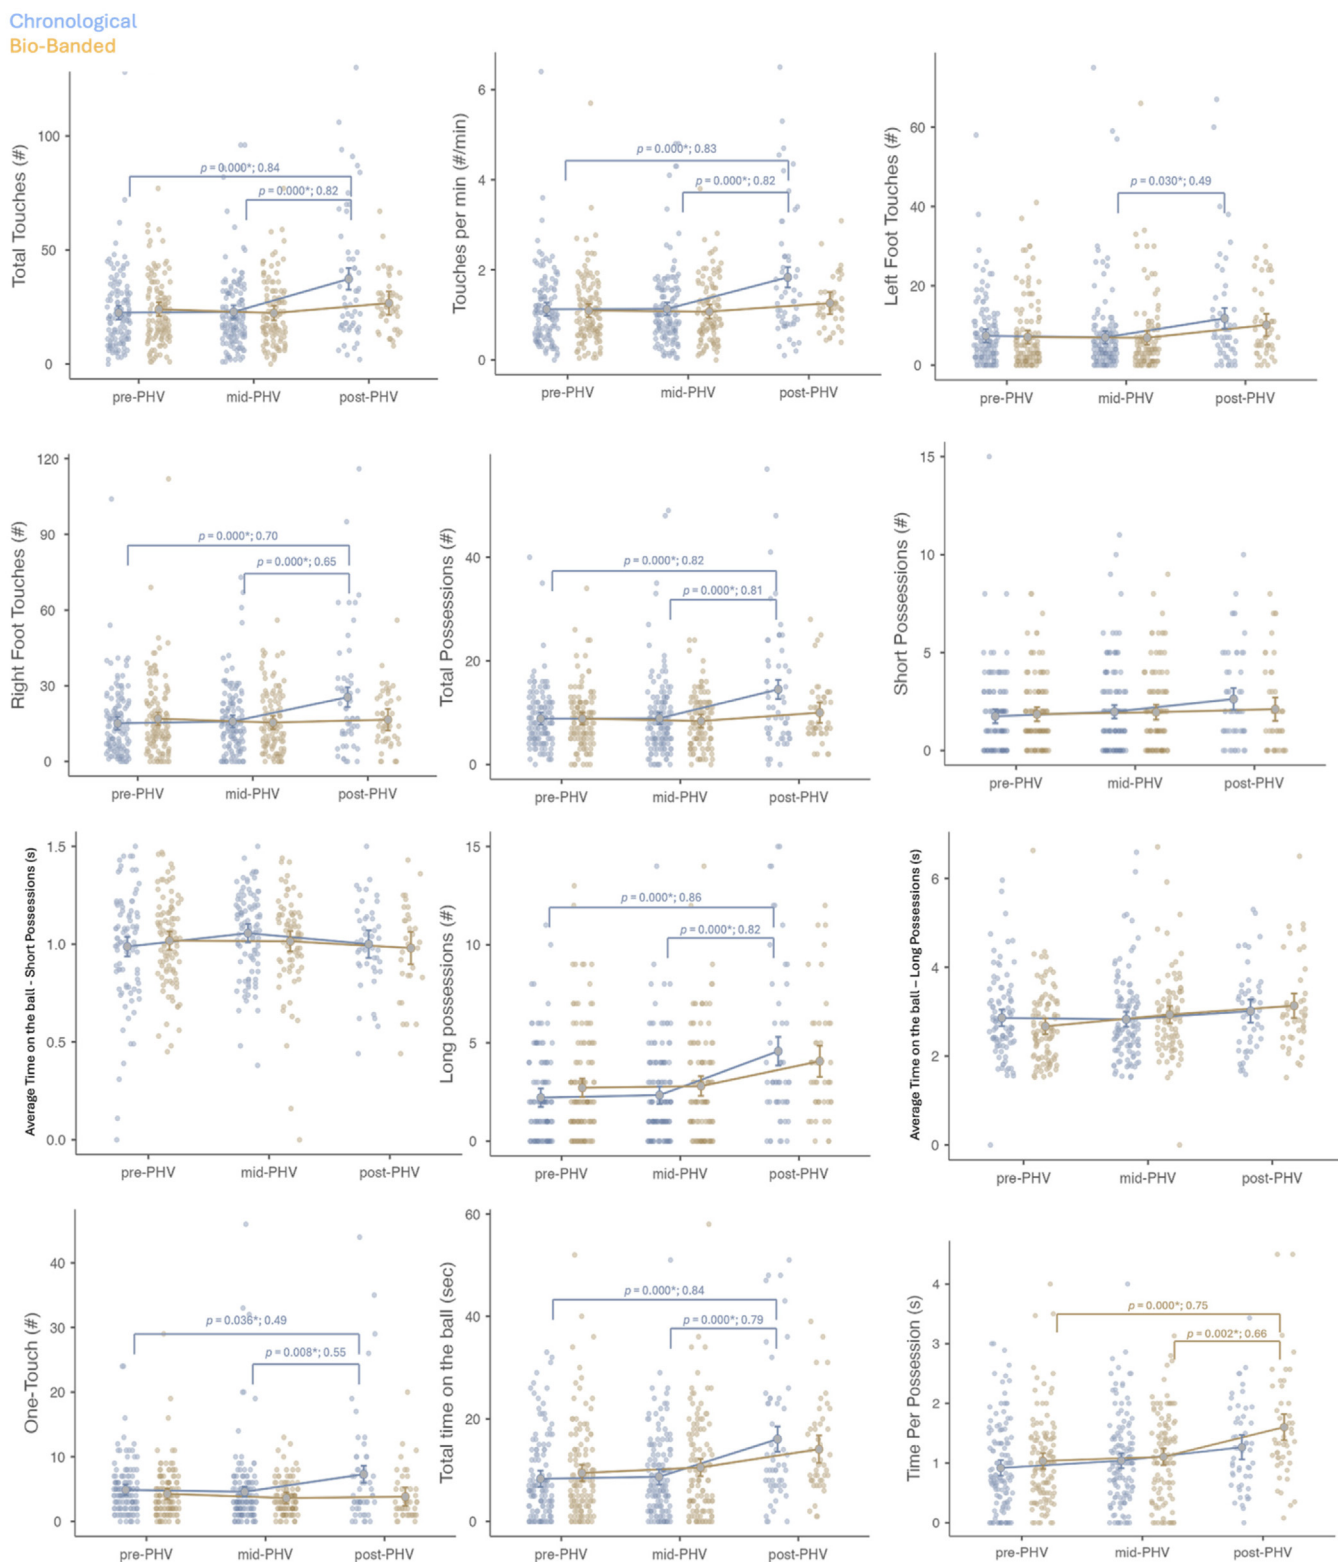 Chronological
Bio-Banded
Total Touches (#)
100
50
0
p = 0.000*; 0.84
p = 0.000*; 0.82
pre-PHV mid-PHV post-PHV
Touches per min (#/min)
6
4
2
0
p = 0.000*; 0.83
p = 0.000*; 0.82
pre-PHV mid-PHV post-PHV
Left Foot Touches (#)
60
40
20
0
p = 0.030*; 0.49
pre-PHV mid-PHV post-PHV
Right Foot Touches (#)
120
90
60
30
0
p = 0.000*; 0.70
p = 0.000*; 0.65
pre-PHV mid-PHV post-PHV
Total Possessions (#)
40
20
0
p = 0.000*; 0.82
p = 0.000*; 0.81
pre-PHV mid-PHV post-PHV
Short Possessions (#)
15
10
5
0
pre-PHV mid-PHV post-PHV
Average Time on the ball - Short Possessions (s)
1.5
1.0
0.5
0.0
pre-PHV mid-PHV post-PHV
Long possessions (#)
15
10
5
0
p = 0.000*; 0.86
p = 0.000*; 0.82
pre-PHV mid-PHV post-PHV
Average Time on the ball – Long Possessions (s)
6
4
2
0
pre-PHV mid-PHV post-PHV
One-Touch (#)
40
30
20
10
0
p = 0.036*; 0.49
p = 0.008*; 0.55
pre-PHV mid-PHV post-PHV
Total time on the ball (sec)
60
40
20
0
p = 0.000*; 0.84
p = 0.000*; 0.79
pre-PHV mid-PHV post-PHV
Time Per Possession (s)
4
3
2
1
0
p = 0.000*; 0.75
p = 0.002*; 0.66
pre-PHV mid-PHV post-PHV